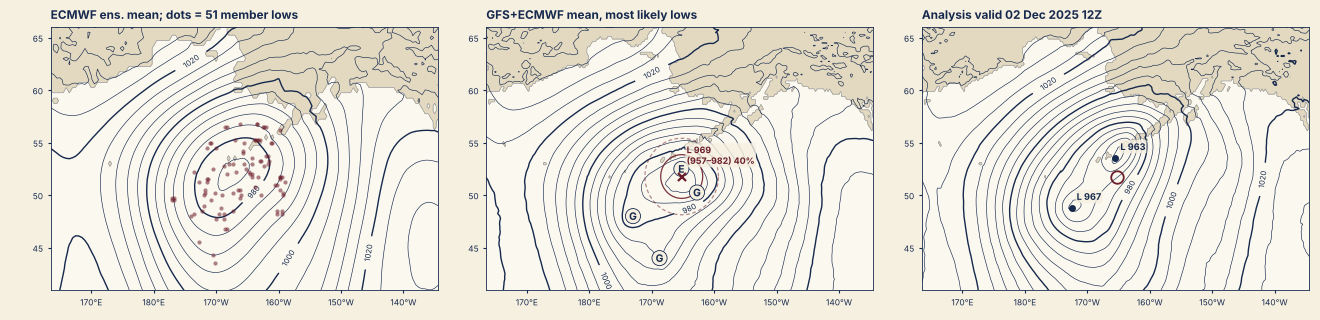 ECMWF ens. mean; dots = 51 member lows
GFS+ECMWF mean, most likely lows
Analysis valid 02 Dec 2025 12Z
65
60
55
50
45
1020
980
1000
1020
170°E
180°E
170°W
160°W
150°W
140°W
65
60
55
50
45
1020
L 969
(957–982) 40%
E
G
G
G
980
1000
170°E
180°E
170°W
160°W
150°W
140°W
65
60
55
50
45
1020
L 963
L 967
980
1000
1020
170°E
180°E
170°W
160°W
150°W
140°W